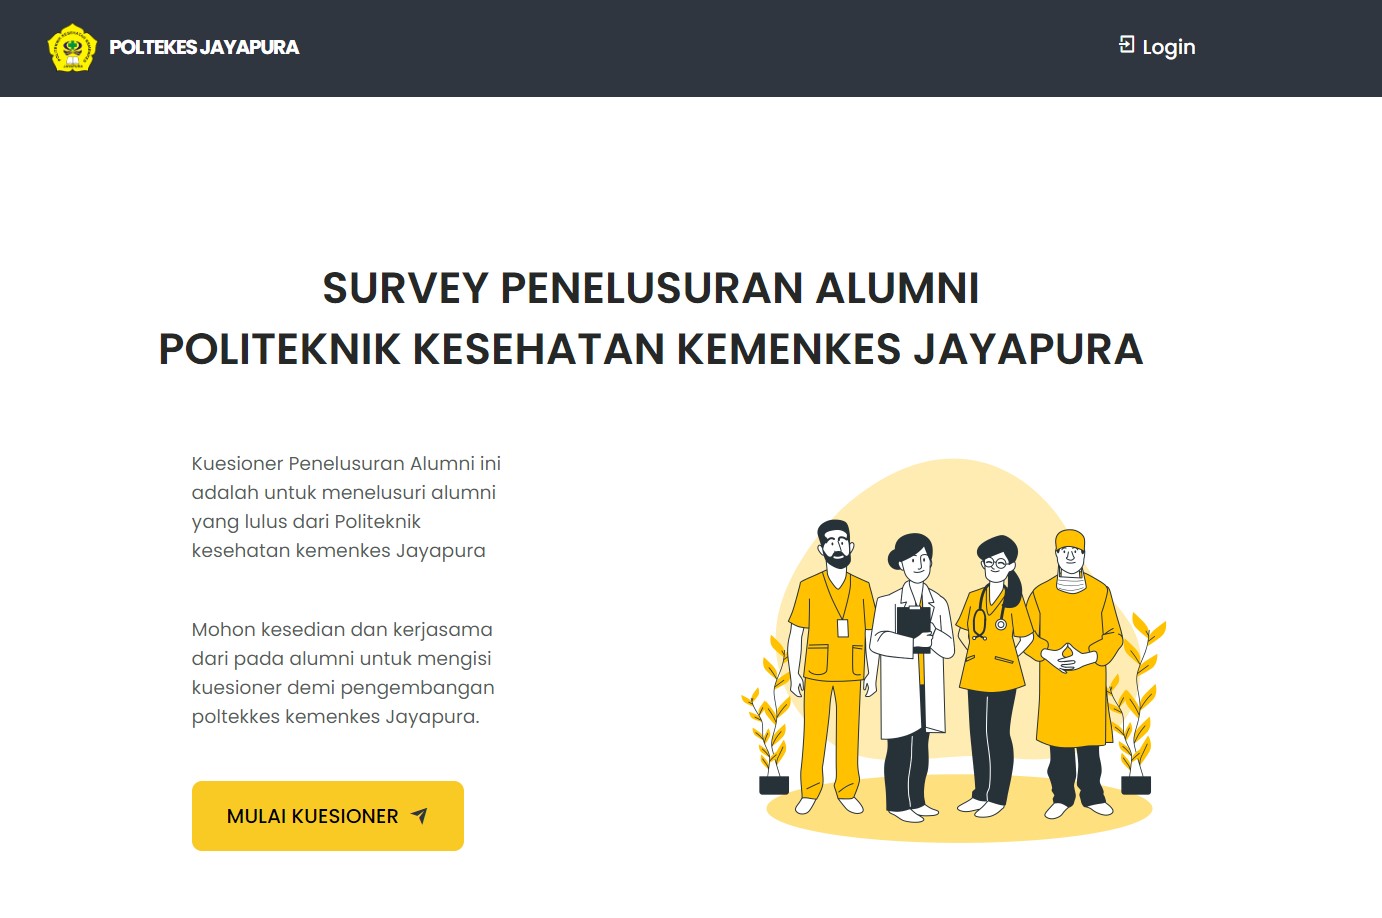 POLTEKES JAYAPURA
Login
SURVEY PENELUSURAN ALUMNI
POLITEKNIK KESEHATAN KEMENKES JAYAPURA
Kuesioner Penelusuran Alumni ini
adalah untuk menelusuri alumni
yang lulus dari Politeknik
kesehatan kemenkes Jayapura
Mohon kesedian dan kerjasama
dari pada alumni untuk mengisi
kuesioner demi pengembangan
poltekkes kemenkes Jayapura.
MULAI KUESIONER